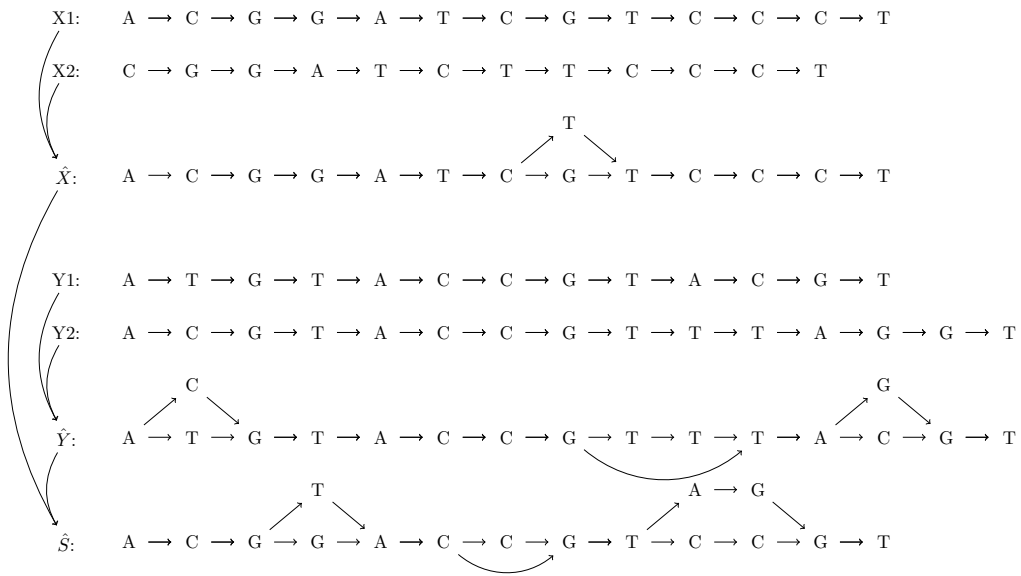 X1: A C G G A T C G T C C C T
X2: C G G A T C T T C C C T
T
X̂: A C G G A T C G T C C C T
Y1: A T G T A C C G T A C G T
Y2: A C G T A C C G T T T A G G T
C G
Ŷ: A T G T A C C G T T T A C G T
T A G
Ŝ: A C G G A C C G T C C G T